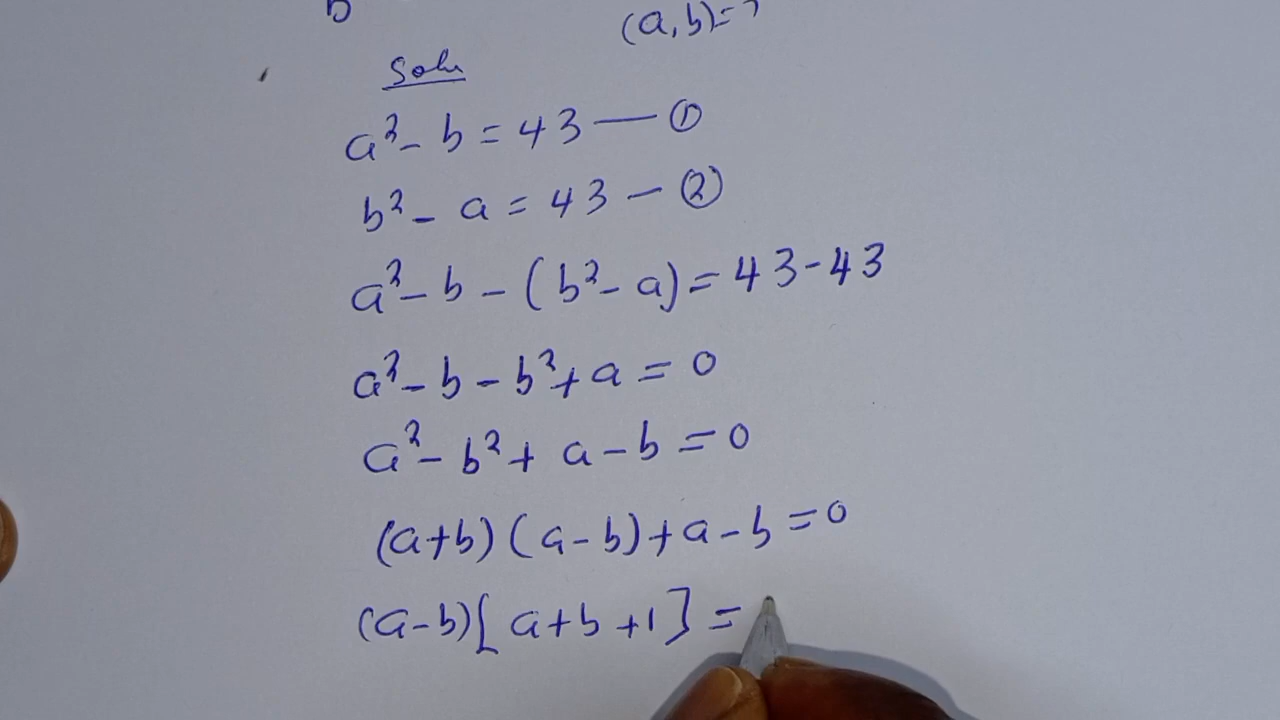 b
(a,b)=?
Soln
a² - b = 43 — ①
b² - a = 43 — ②
a² - b - (b² - a) = 43 - 43
a² - b - b² + a = 0
a² - b² + a - b = 0
(a+b)(a-b) + a - b = 0
(a-b)[a+b+1] =